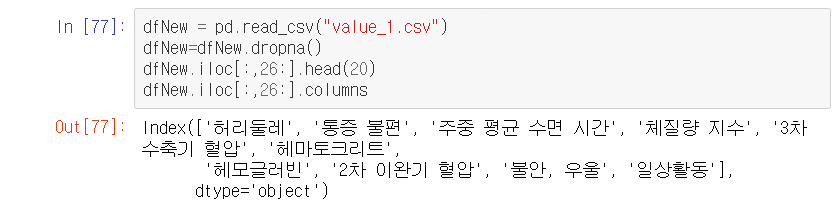 In [77]: dfNew = pd.read_csv("value_1.csv")
dfNew=dfNew.dropna()
dfNew.iloc[:,26:].head(20)
dfNew.iloc[:,26:].columns
Out[77]: Index(['허리둘레', '통증 불편', '주중 평균 수면 시간', '체질량 지수', '3차
수축기 혈압', '헤마토크리트',
'헤모글러빈', '2차 이완기 혈압', '불안, 우울', '일상활동'],
dtype='object')